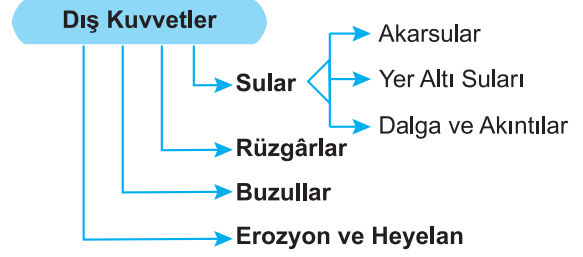 Dış Kuvvetler
Akarsular
Sular
Yer Altı Suları
Dalga ve Akıntılar
Rüzgârlar
Buzullar
Erozyon ve Heyelan